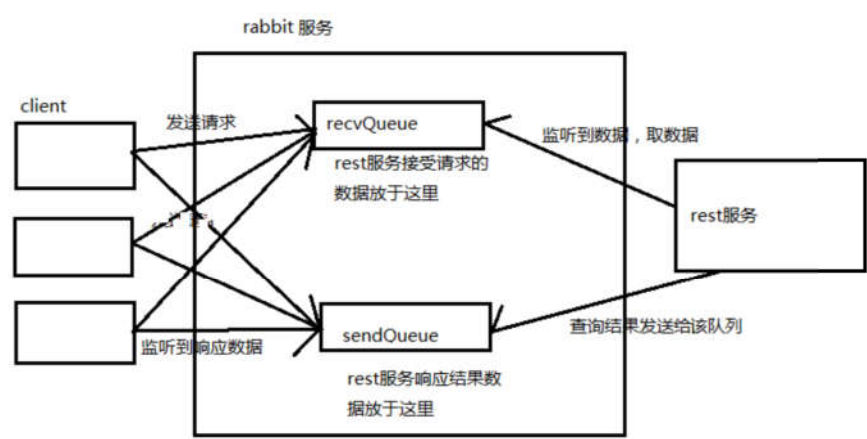 rabbit 服务
client
发送请求
recvQueue
监听到数据，取数据
rest服务接受请求的
数据放于这里
rest服务
sendQueue
查询结果发送给该队列
监听到响应数据
rest服务响应结果数
据放于这里